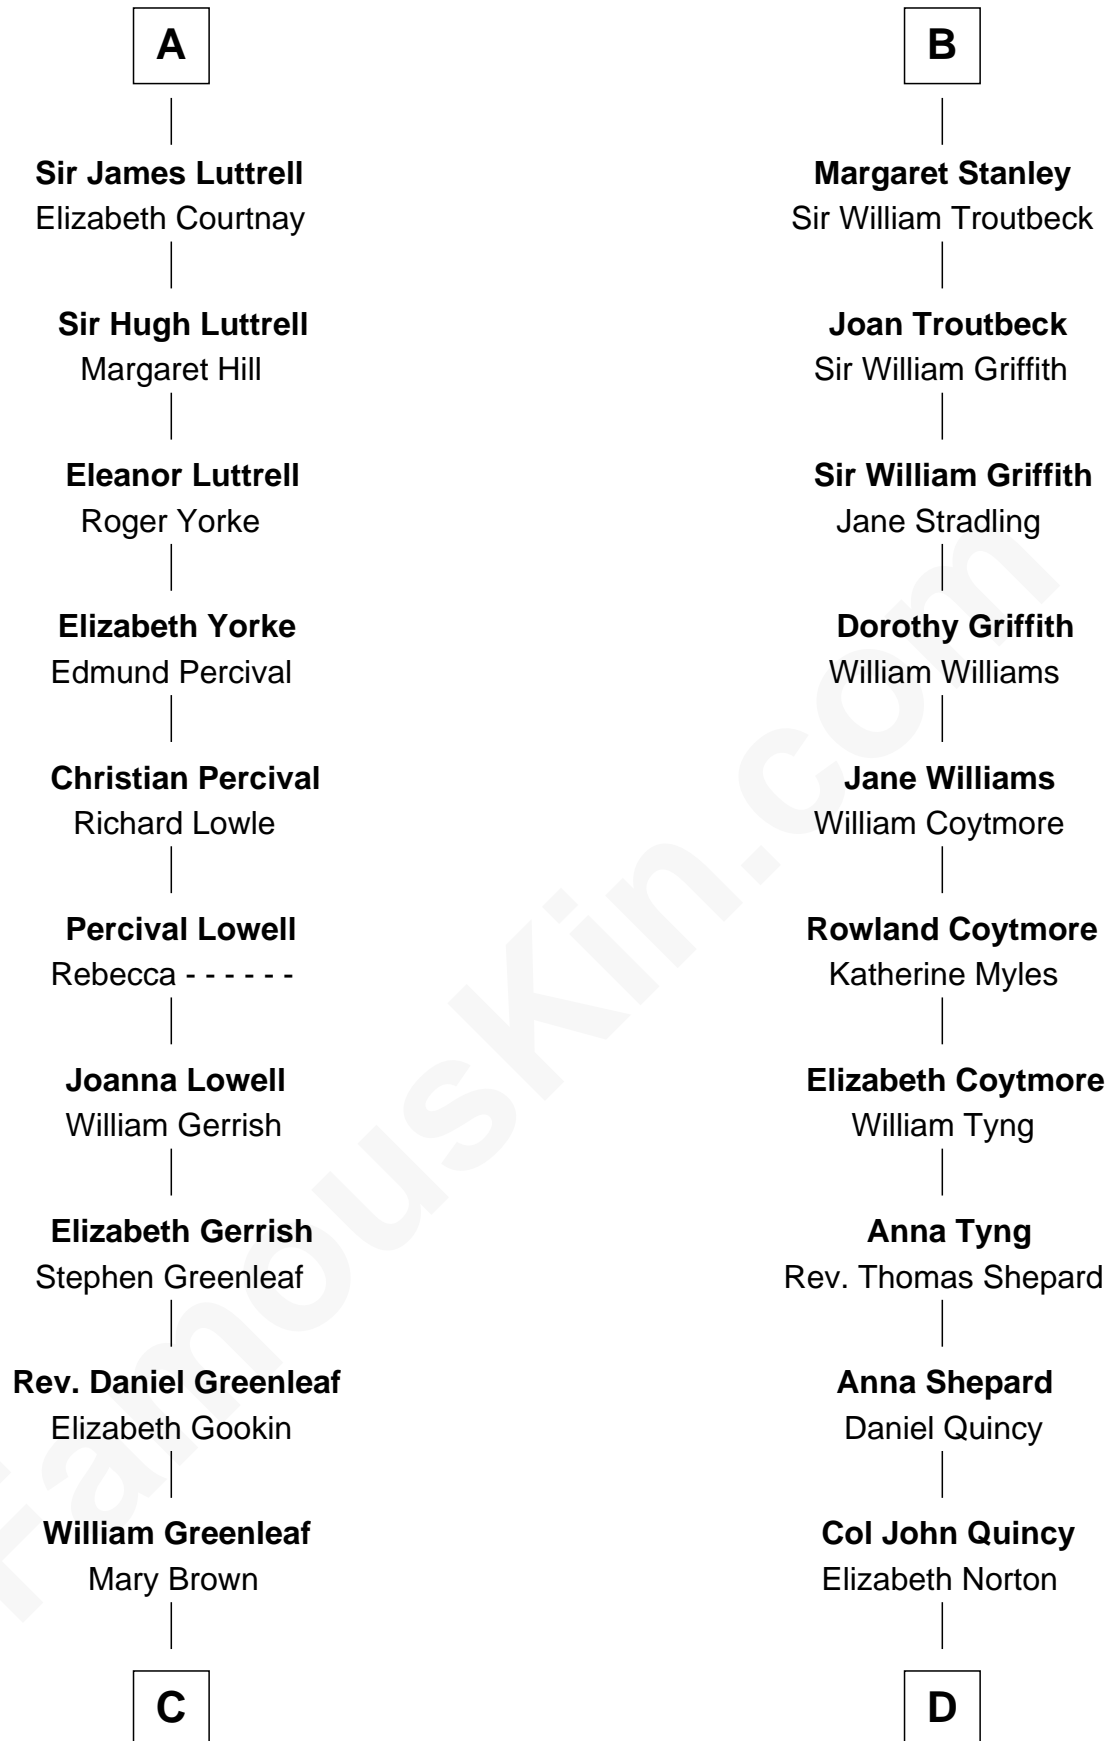 A
Sir James Luttrell
Elizabeth Courtnay
Sir Hugh Luttrell
Margaret Hill
Eleanor Luttrell
Roger Yorke
Elizabeth Yorke
Edmund Percival
Christian Percival
Richard Lowle
Percival Lowell
Rebecca - - - - - -
Joanna Lowell
William Gerrish
Elizabeth Gerrish
Stephen Greenleaf
Rev. Daniel Greenleaf
Elizabeth Gookin
William Greenleaf
Mary Brown
C
B
Margaret Stanley
Sir William Troutbeck
Joan Troutbeck
Sir William Griffith
Sir William Griffith
Jane Stradling
Dorothy Griffith
William Williams
Jane Williams
William Coytmore
Rowland Coytmore
Katherine Myles
Elizabeth Coytmore
William Tyng
Anna Tyng
Rev. Thomas Shepard
Anna Shepard
Daniel Quincy
Col John Quincy
Elizabeth Norton
D
FamousKin.com